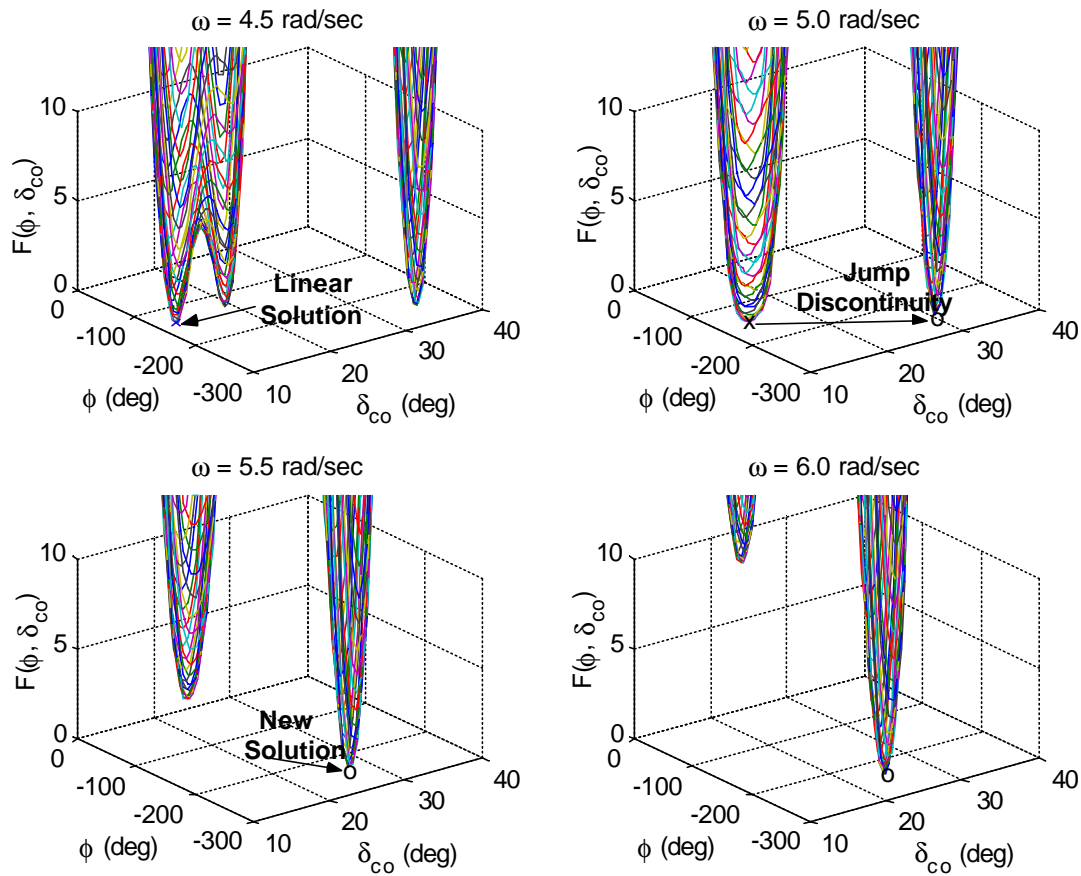 ω = 4.5 rad/sec
F(φ, δco)
10
5
0
0
-100
-200
-300
φ (deg)
10
20
30
40
δco (deg)
Linear
Solution
x
ω = 5.0 rad/sec
F(φ, δco)
10
5
0
0
-100
-200
-300
φ (deg)
10
20
30
40
δco (deg)
Jump
Discontinuity
x
o
ω = 5.5 rad/sec
F(φ, δco)
10
5
0
0
-100
-200
-300
φ (deg)
10
20
30
40
δco (deg)
New
Solution
o
ω = 6.0 rad/sec
F(φ, δco)
10
5
0
0
-100
-200
-300
φ (deg)
10
20
30
40
δco (deg)
o